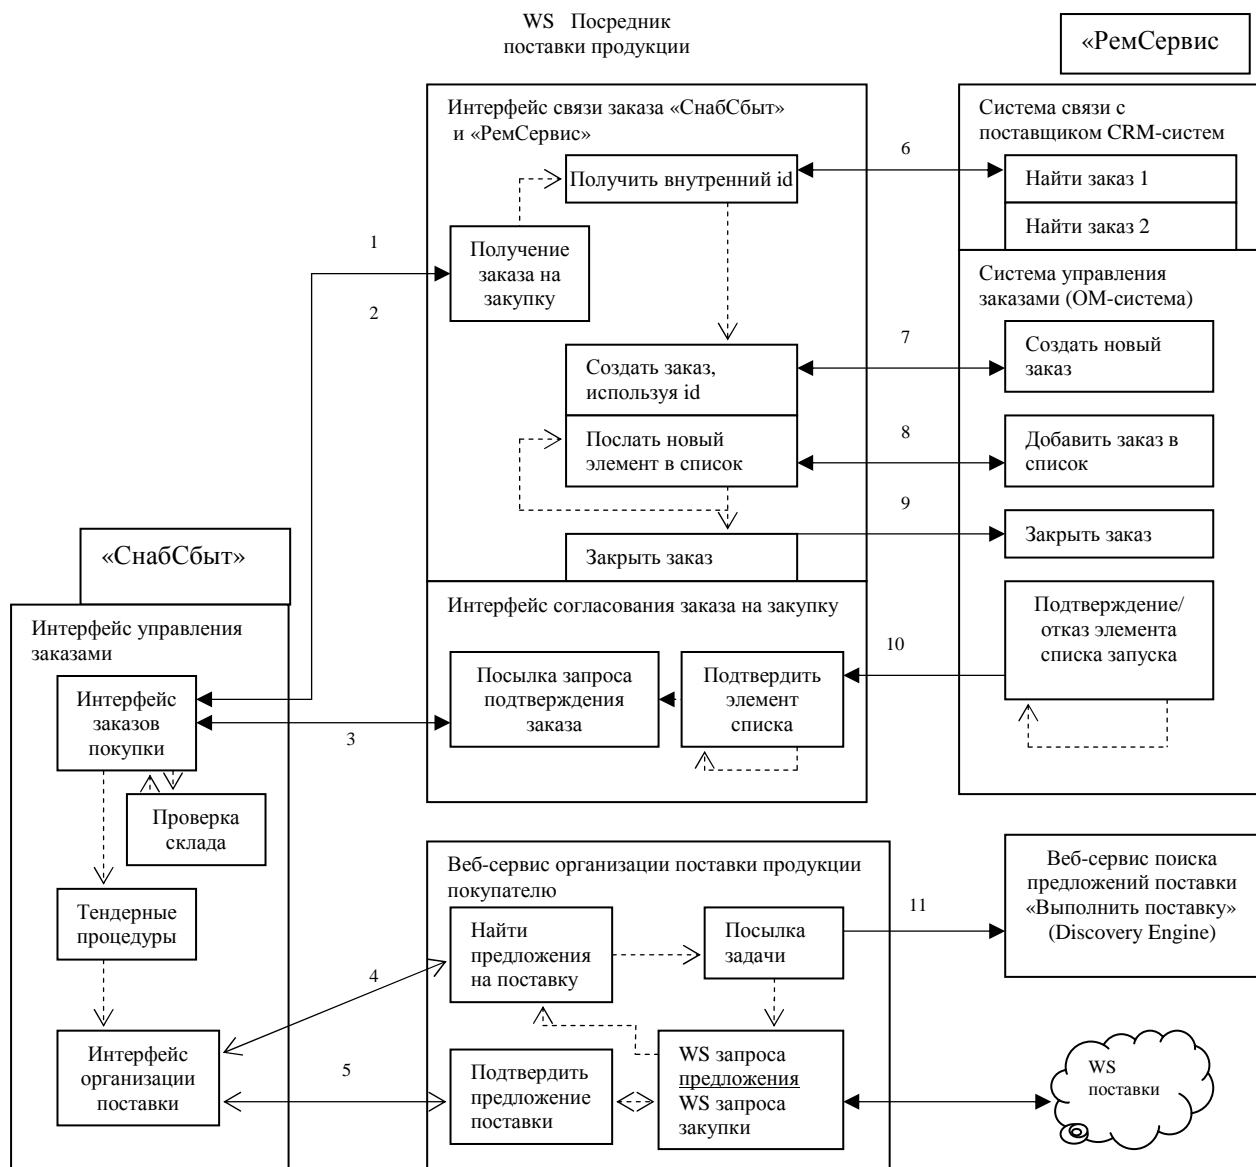 WS Посредник
поставки продукции
«РемСервис
Интерфейс связи заказа «СнабСбыт»
и «РемСервис»
Получить внутренний id
Получение
заказа на
закупку
Создать заказ,
используя id
Послать новый
элемент в список
Закрыть заказ
6
1
2
7
8
9
Система связи с
поставщиком CRM-систем
Найти заказ 1
Найти заказ 2
Система управления
заказами (ОМ-система)
Создать новый
заказ
Добавить заказ в
список
Закрыть заказ
Подтверждение/
отказ элемента
списка запуска
«СнабСбыт»
Интерфейс управления
заказами
Интерфейс
заказов
покупки
Проверка
склада
Тендерные
процедуры
Интерфейс
организации
поставки
Интерфейс согласования заказа на закупку
Посылка запроса
подтверждения
заказа
Подтвердить
элемент
списка
10
3
Веб-сервис организации поставки продукции
покупателю
Найти
предложения
на поставку
Посылка
задачи
4
5
Подтвердить
предложение
поставки
WS запроса
предложения
WS запроса
закупки
11
Веб-сервис поиска
предложений поставки
«Выполнить поставку»
(Discovery Engine)
WS
поставки